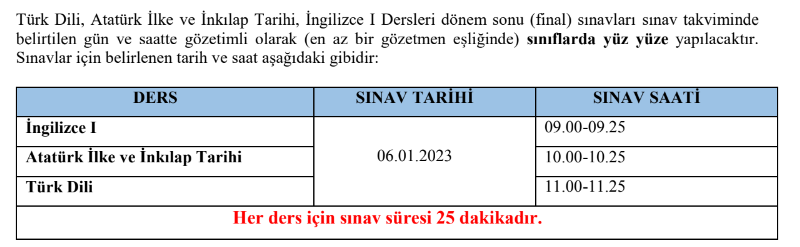 Türk Dili, Atatürk İlke ve İnkılap Tarihi, İngilizce I Dersleri dönem sonu (final) sınavları sınav takviminde
belirtilen gün ve saatte gözetimli olarak (en az bir gözetmen eşliğinde) sınıflarda yüz yüze yapılacaktır.
Sınavlar için belirlenen tarih ve saat aşağıdaki gibidir:
DERS SINAV TARİHİ SINAV SAATİ
İngilizce I 09.00-09.25
Atatürk İlke ve İnkılap Tarihi 06.01.2023 10.00-10.25
Türk Dili 11.00-11.25
Her ders için sınav süresi 25 dakikadır.